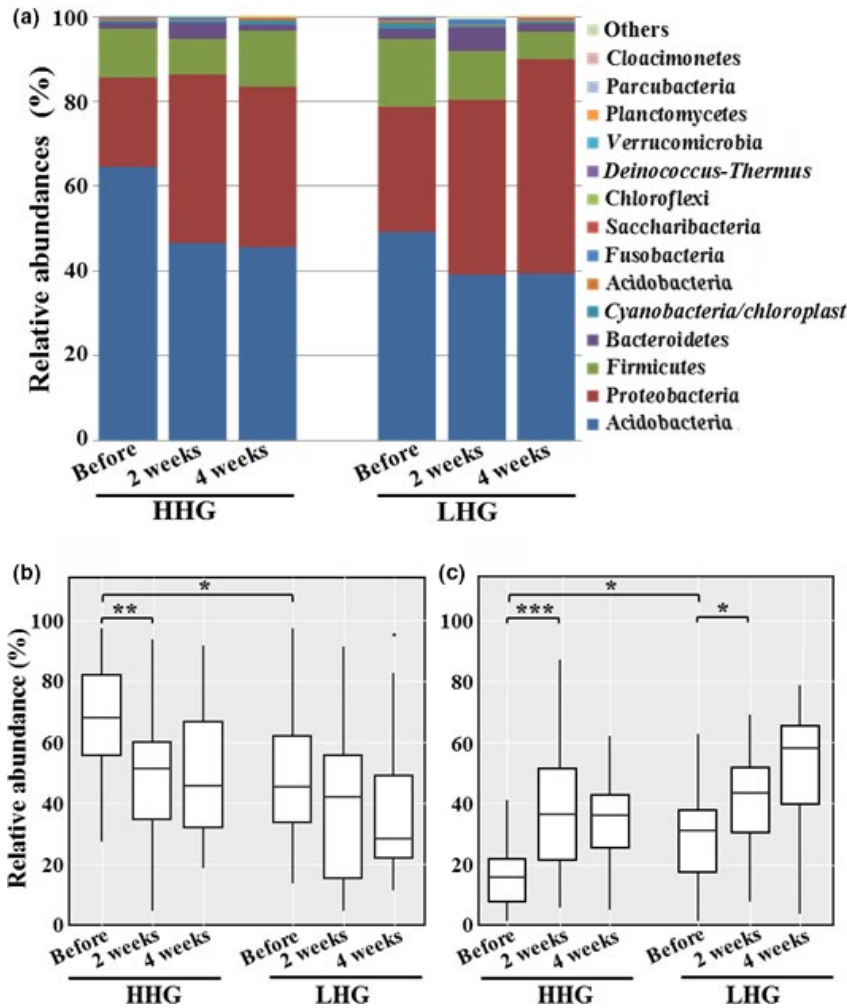 (a)
Relative abundances (%)
100
80
60
40
20
0
Before
2 weeks
4 weeks
HHG
Before
2 weeks
4 weeks
LHG
Others
Cloacimonetes
Parcubacteria
Planctomycetes
Verrucomicrobia
Deinococcus-Thermus
Chloroflexi
Saccharibacteria
Fusobacteria
Acidobacteria
Cyanobacteria/chloroplast
Bacteroidetes
Firmicutes
Proteobacteria
Acidobacteria
(b)
Relative abundance (%)
100
80
60
40
20
0
**
*
Before
2 weeks
4 weeks
HHG
Before
2 weeks
4 weeks
LHG
(c)
100
80
60
40
20
0
***
*
*
Before
2 weeks
4 weeks
HHG
Before
2 weeks
4 weeks
LHG